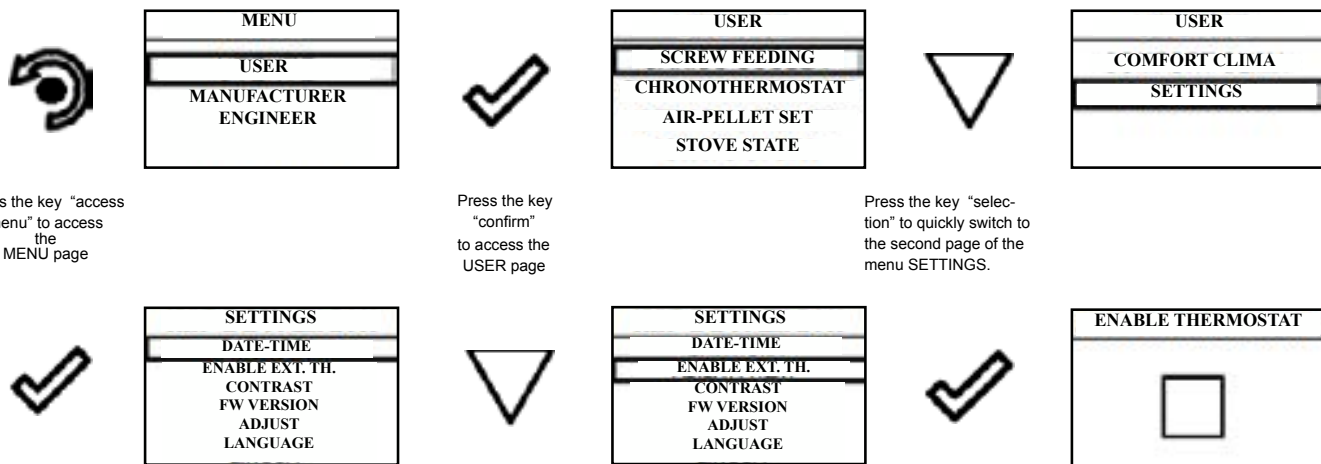 MENU
USER
MANUFACTURER
ENGINEER
USER
SCREW FEEDING
CHRONOTHERMOSTAT
AIR-PELLET SET
STOVE STATE
USER
COMFORT CLIMA
SETTINGS
the key “access
to access
the
MENU page
Press the key
“confirm”
to access the
USER page
Press the key “selec-
tion” to quickly switch to
the second page of the
menu SETTINGS.
SETTINGS
DATE-TIME
ENABLE EXT. TH.
CONTRAST
FW VERSION
ADJUST
LANGUAGE
SETTINGS
DATE-TIME
ENABLE EXT. TH.
CONTRAST
FW VERSION
ADJUST
LANGUAGE
ENABLE THERMOSTAT